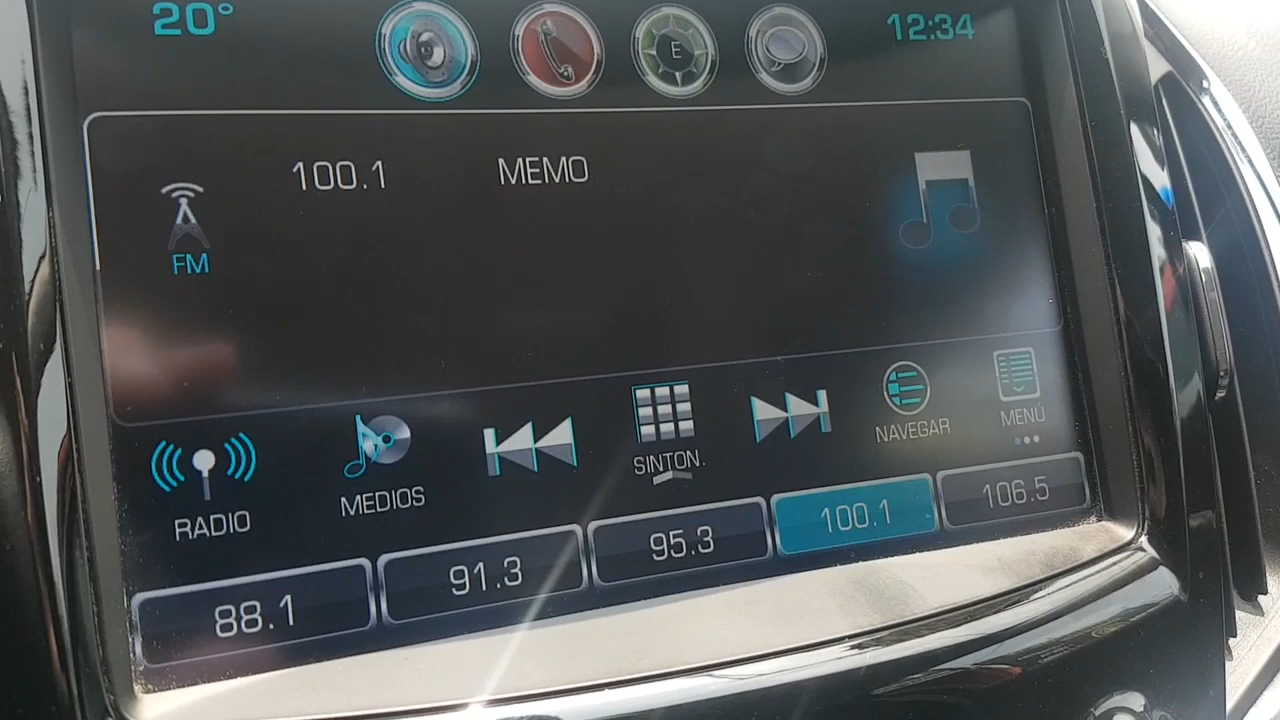 20°
E
12:34
100.1 MEMO
FM
RADIO
MEDIOS
SINTON.
NAVEGAR
MENÚ
88.1
91.3
95.3
100.1
106.5